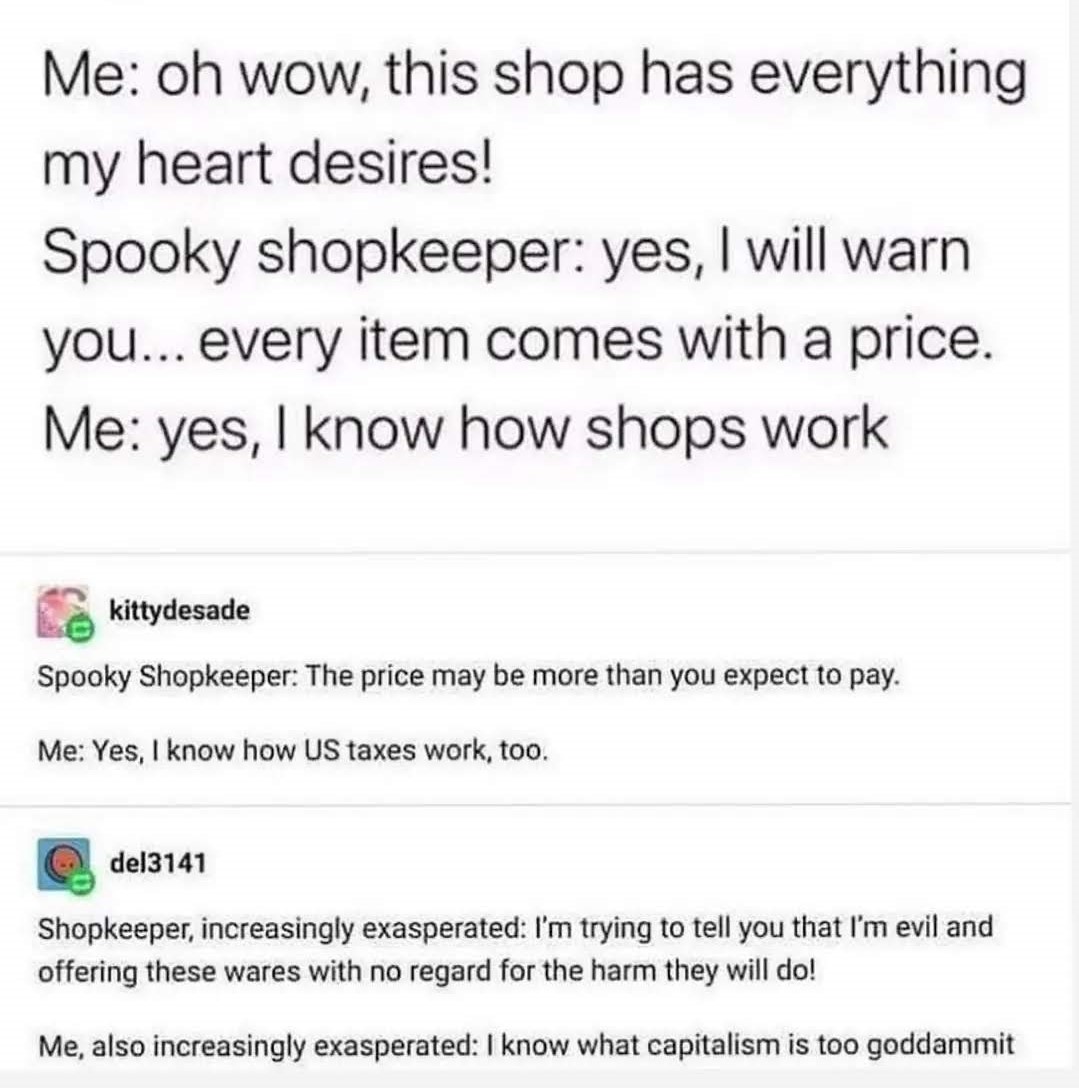 Me: oh wow, this shop has everything
my heart desires!
Spooky shopkeeper: yes, I will warn
you... every item comes with a price.
Me: yes, I know how shops work
kittydesade
Spooky Shopkeeper: The price may be more than you expect to pay.
Me: Yes, I know how US taxes work, too.
del3141
Shopkeeper, increasingly exasperated: I'm trying to tell you that I'm evil and
offering these wares with no regard for the harm they will do!
Me, also increasingly exasperated: I know what capitalism is too goddammit